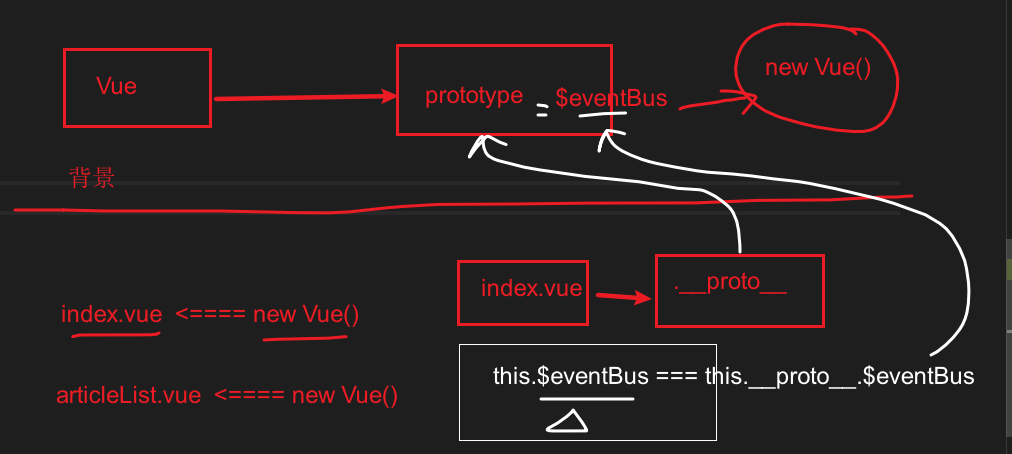 Vue
prototype = $eventBus
new Vue()
背景
index.vue
.__proto__
index.vue <==== new Vue()
this.$eventBus === this.__proto__.$eventBus
articleList.vue <==== new Vue()